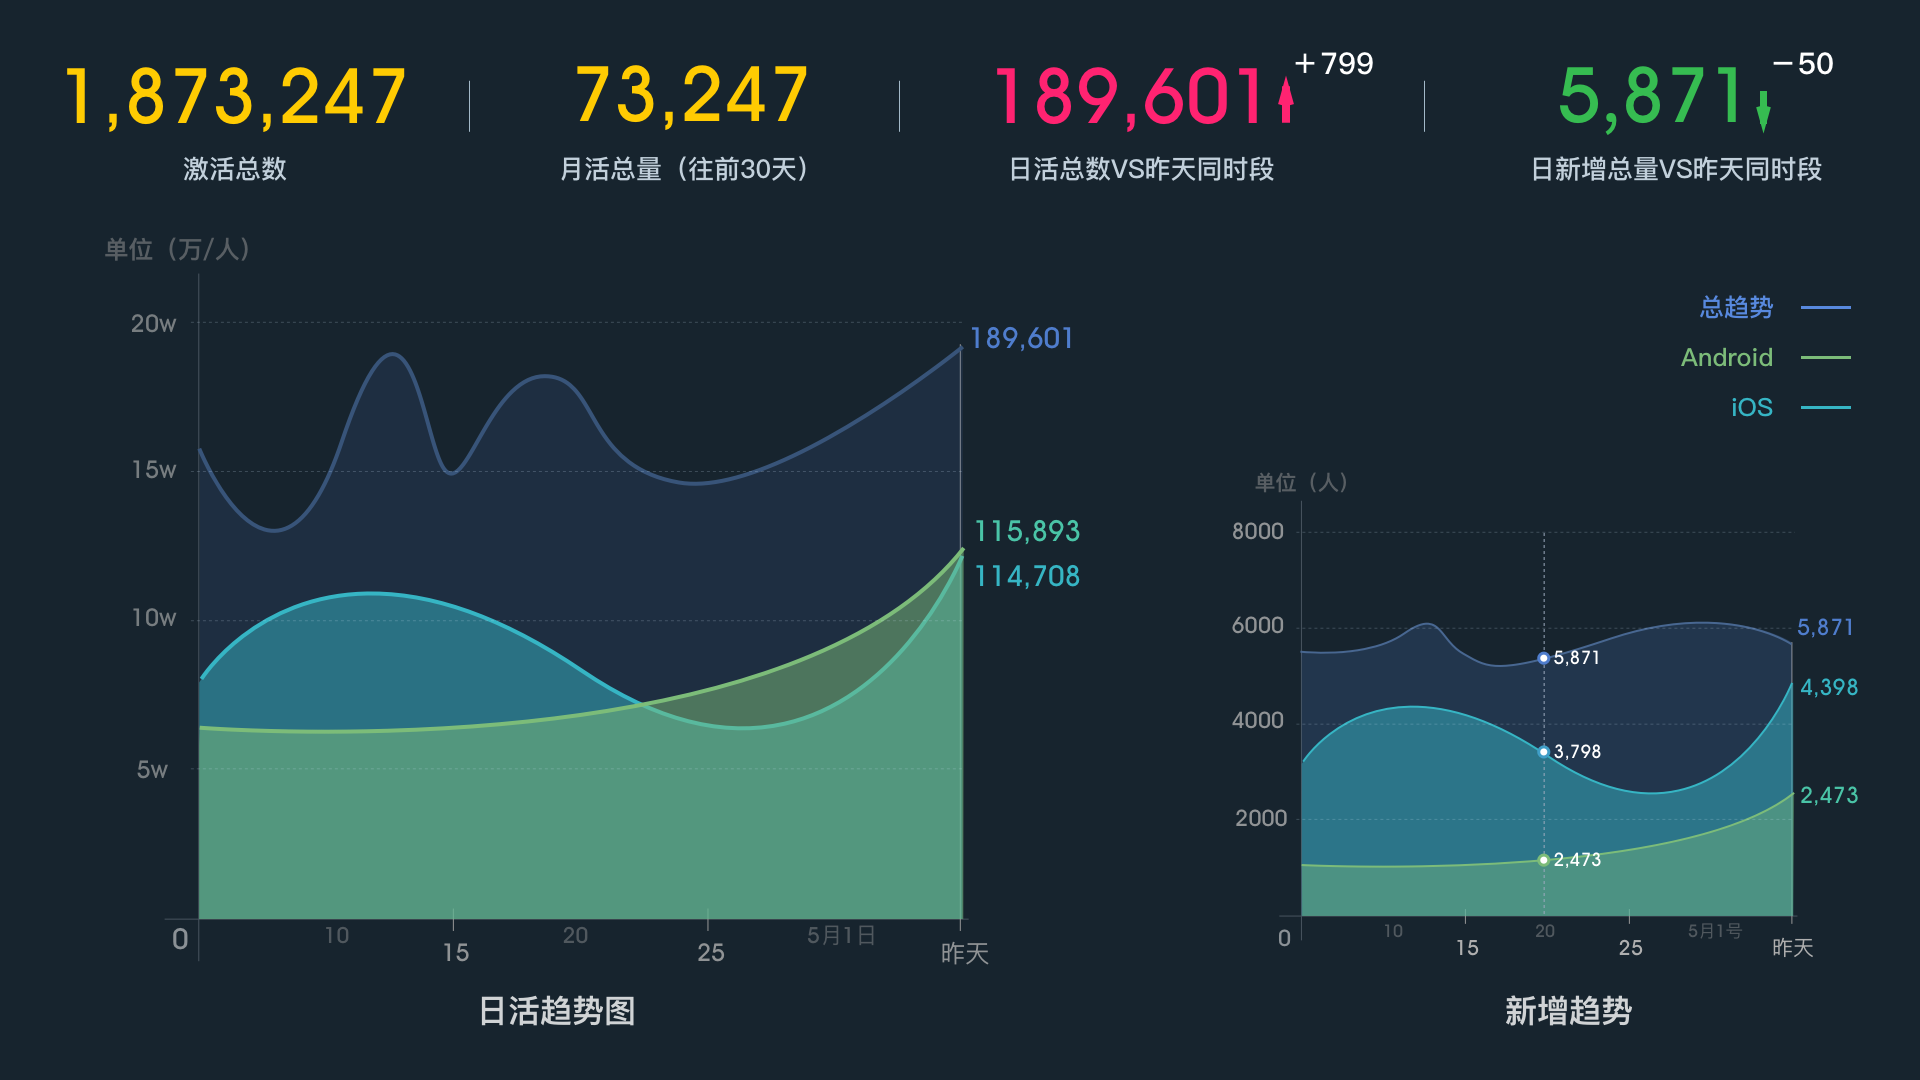 1,873,247
激活总数
73,247
月活总量（往前30天）
189,601
+799
日活总数VS昨天同时段
5,871
−50
日新增总量VS昨天同时段
单位（万/人）
20w
15w
10w
5w
0
10
15
20
25
5月1日
昨天
189,601
115,893
114,708
日活趋势图
总趋势
Android
iOS
单位（人）
8000
6000
4000
2000
0
10
15
20
25
5月1号
昨天
5,871
3,798
2,473
5,871
4,398
2,473
新增趋势